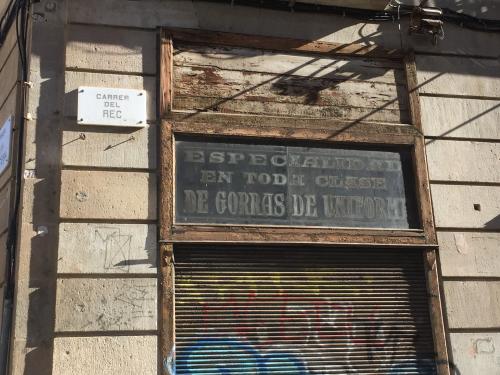 CARRER
DEL
REC
ESPECIALIDAD
EN TODA CLASE
DE GORRAS DE UNIFORME